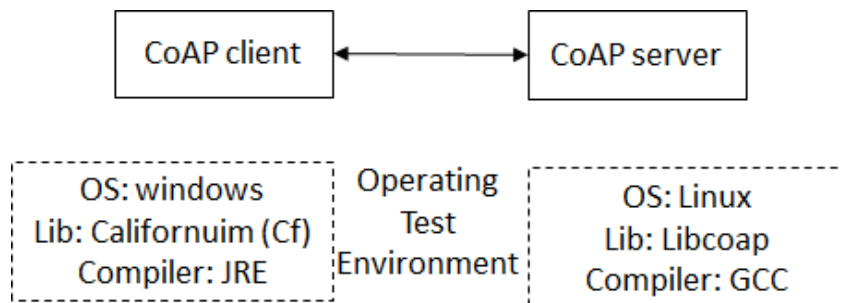 CoAP client
CoAP server
OS: windows
Lib: Californuim (Cf)
Compiler: JRE
Operating
Test
Environment
OS: Linux
Lib: Libcoap
Compiler: GCC